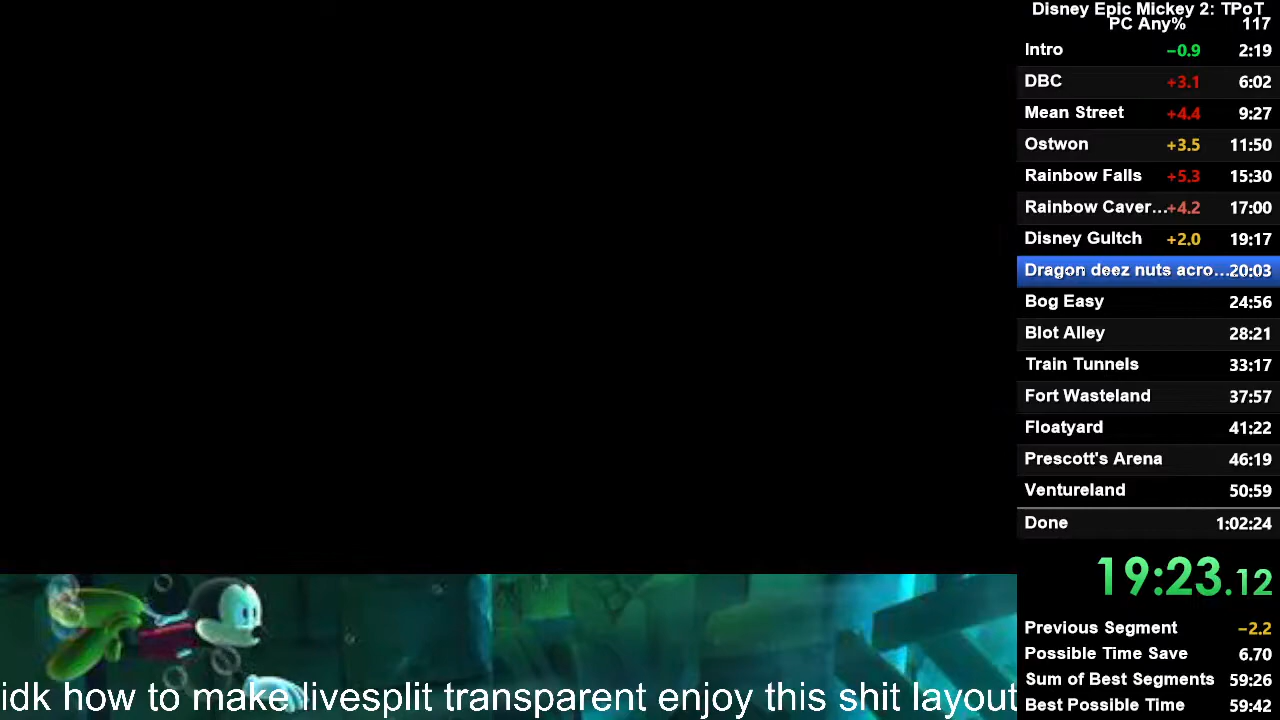 Disney Epic Mickey 2: TPoT
PC Any% 117
Intro −0.9 2:19
DBC +3.1 6:02
Mean Street +4.4 9:27
Ostwon +3.5 11:50
Rainbow Falls +5.3 15:30
Rainbow Caver... +4.2 17:00
Disney Gultch +2.0 19:17
Dragon deez nuts acro... 20:03
Bog Easy 24:56
Blot Alley 28:21
Train Tunnels 33:17
Fort Wasteland 37:57
Floatyard 41:22
Prescott's Arena 46:19
Ventureland 50:59
Done 1:02:24
19:23.12
Previous Segment −2.2
Possible Time Save 6.70
Sum of Best Segments 59:26
Best Possible Time 59:42
idk how to make livesplit transparent enjoy this shit layout